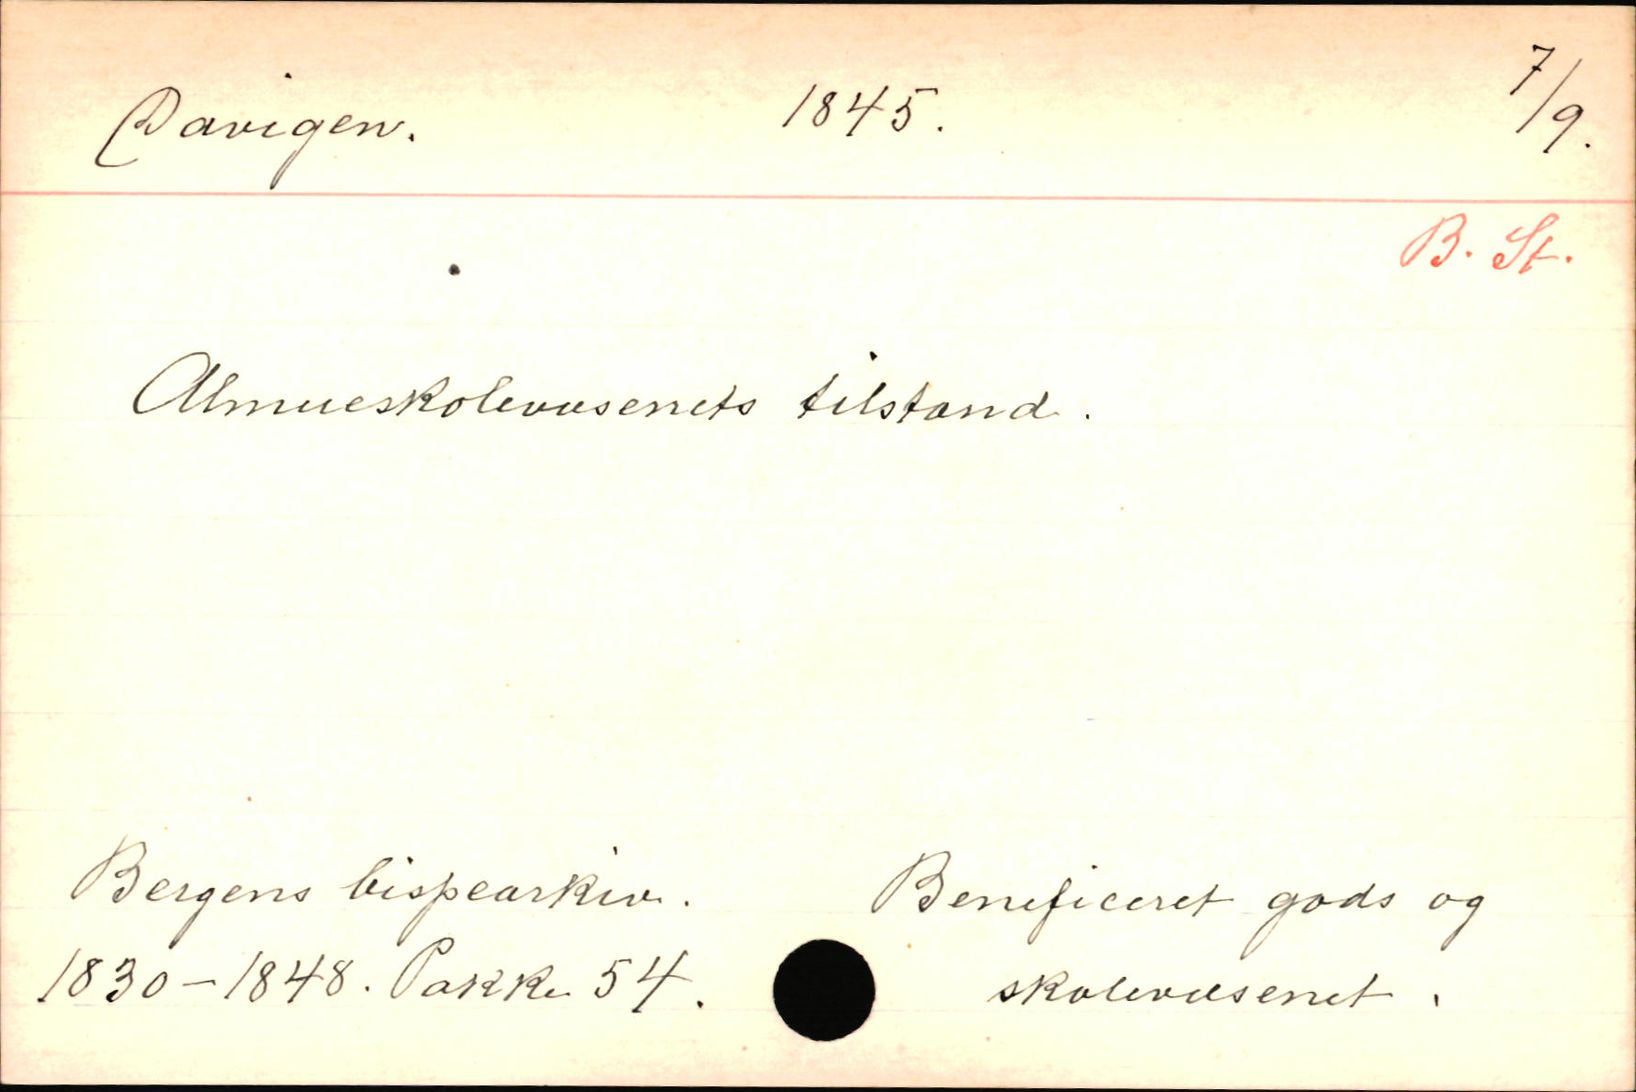 Davigen. 1845. 7/9.
B. St.
Almueskolevæsenets tilstand.
Bergens bispearkiv. Beneficeret gods og
1830-1848. Pakke 54. skolevæsenet.